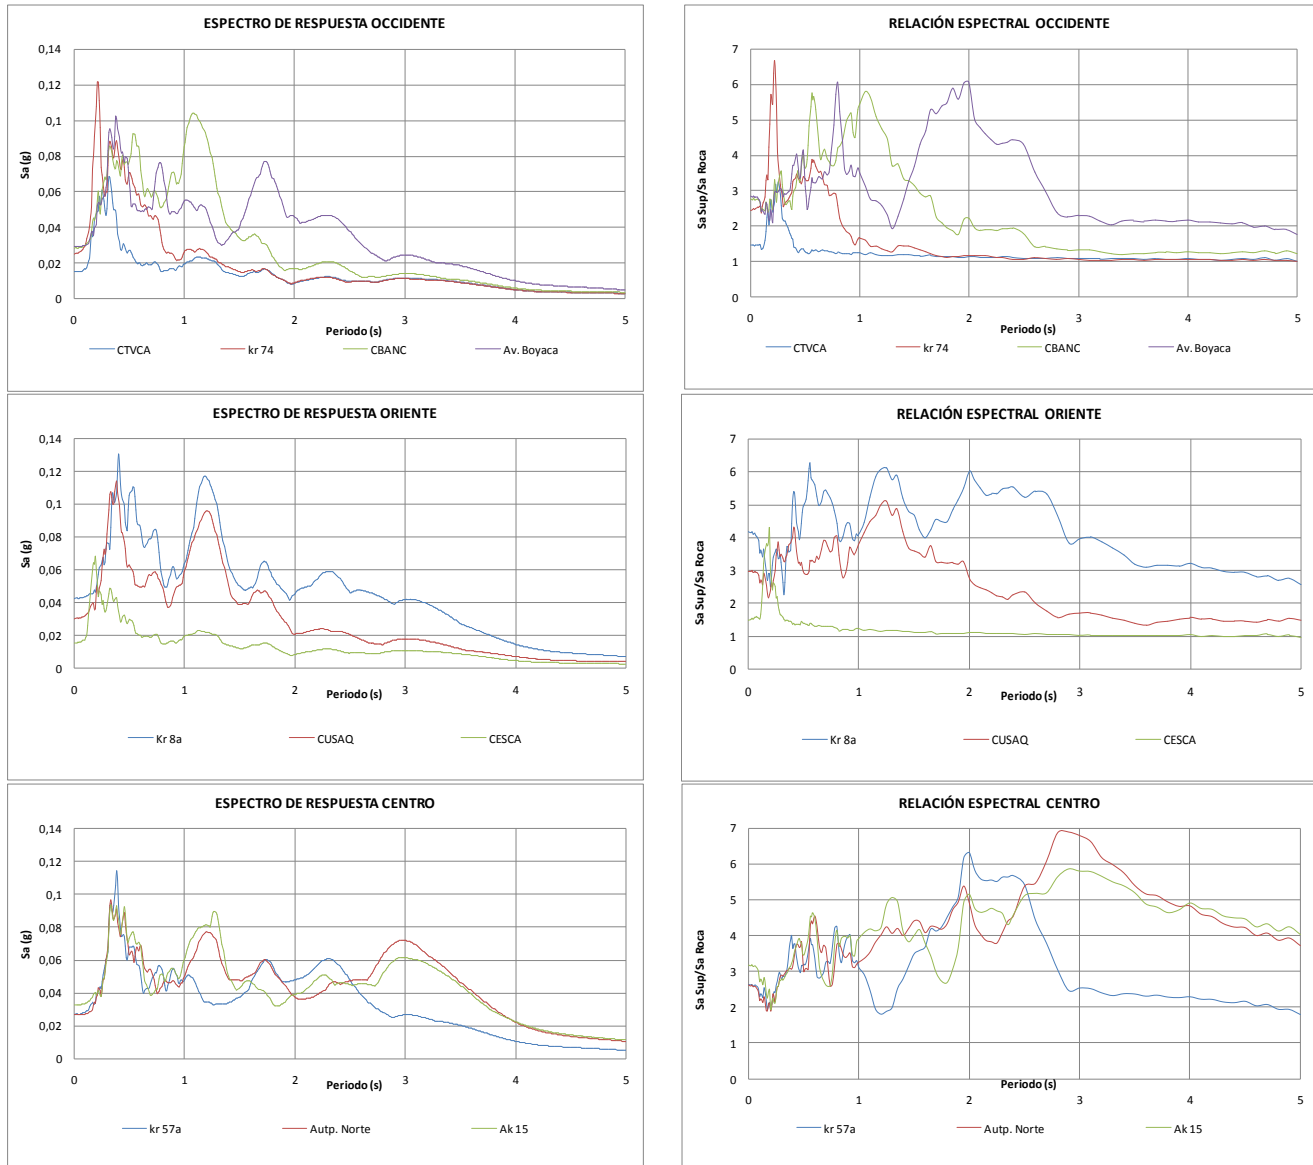 ESPECTRO DE RESPUESTA OCCIDENTE
0,14
0,12
0,1
0,08
0,06
0,04
0,02
0
Sa (g)
0 1 2 3 4 5
Periodo (s)
CTVCA kr 74 CBANC Av. Boyaca
RELACIÓN ESPECTRAL OCCIDENTE
7
6
5
4
3
2
1
0
Sa Sup/Sa Roca
0 1 2 3 4 5
Periodo (s)
CTVCA kr 74 CBANC Av. Boyaca
ESPECTRO DE RESPUESTA ORIENTE
0,14
0,12
0,1
0,08
0,06
0,04
0,02
0
Sa (g)
0 1 2 3 4 5
Periodo (s)
Kr 8a CUSAQ CESCA
RELACIÓN ESPECTRAL ORIENTE
7
6
5
4
3
2
1
0
Sa Sup/Sa Roca
0 1 2 3 4 5
Periodo (s)
Kr 8a CUSAQ CESCA
ESPECTRO DE RESPUESTA CENTRO
0,14
0,12
0,1
0,08
0,06
0,04
0,02
0
Sa (g)
0 1 2 3 4 5
Periodo (s)
kr 57a Autp. Norte Ak 15
RELACIÓN ESPECTRAL CENTRO
7
6
5
4
3
2
1
0
Sa Sup/Sa Roca
0 1 2 3 4 5
Periodo (s)
kr 57a Autp. Norte Ak 15